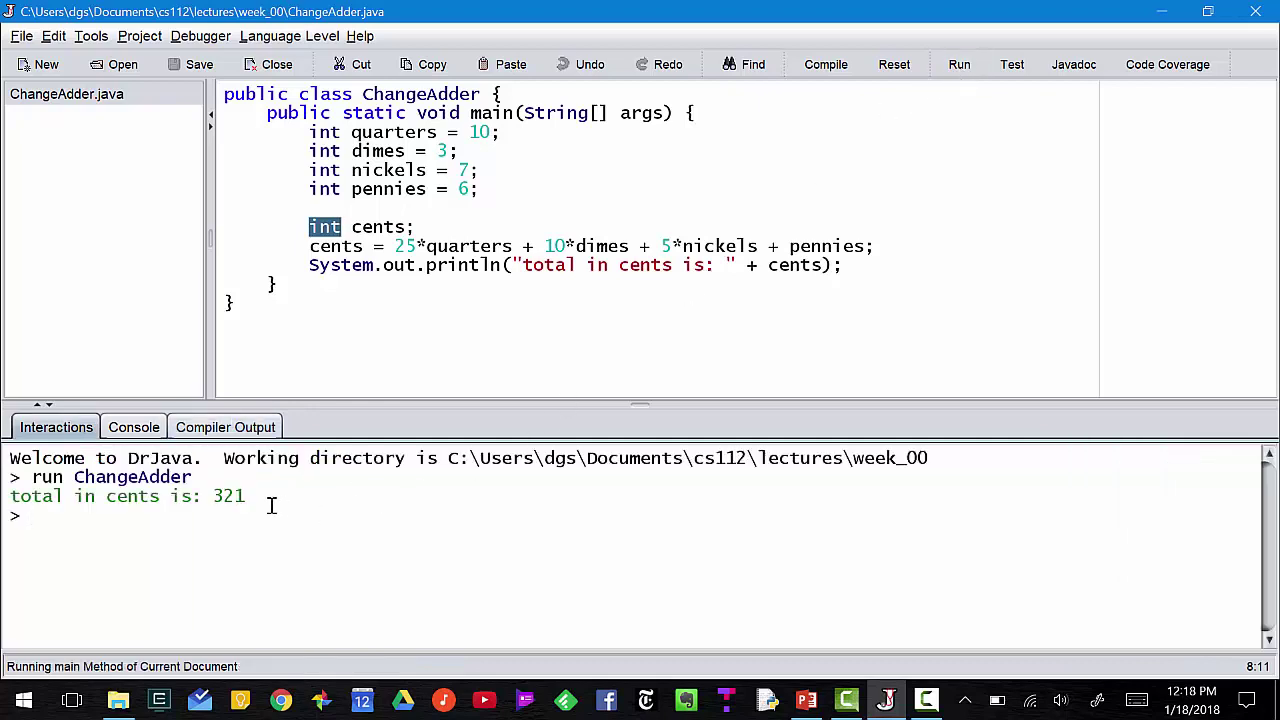 C:\Users\dgs\Documents\cs112\lectures\week_00\ChangeAdder.java
File Edit Tools Project Debugger Language Level Help
New Open Save Close Cut Copy Paste Undo Redo Find Compile Reset Run Test Javadoc Code Coverage
ChangeAdder.java
public class ChangeAdder {
public static void main(String[] args) {
int quarters = 10;
int dimes = 3;
int nickels = 7;
int pennies = 6;
int cents;
cents = 25*quarters + 10*dimes + 5*nickels + pennies;
System.out.println("total in cents is: " + cents);
}
}
Interactions Console Compiler Output
Welcome to DrJava.  Working directory is C:\Users\dgs\Documents\cs112\lectures\week_00
> run ChangeAdder
total in cents is: 321
>
Running main Method of Current Document 8:11
12:18 PM
1/18/2018